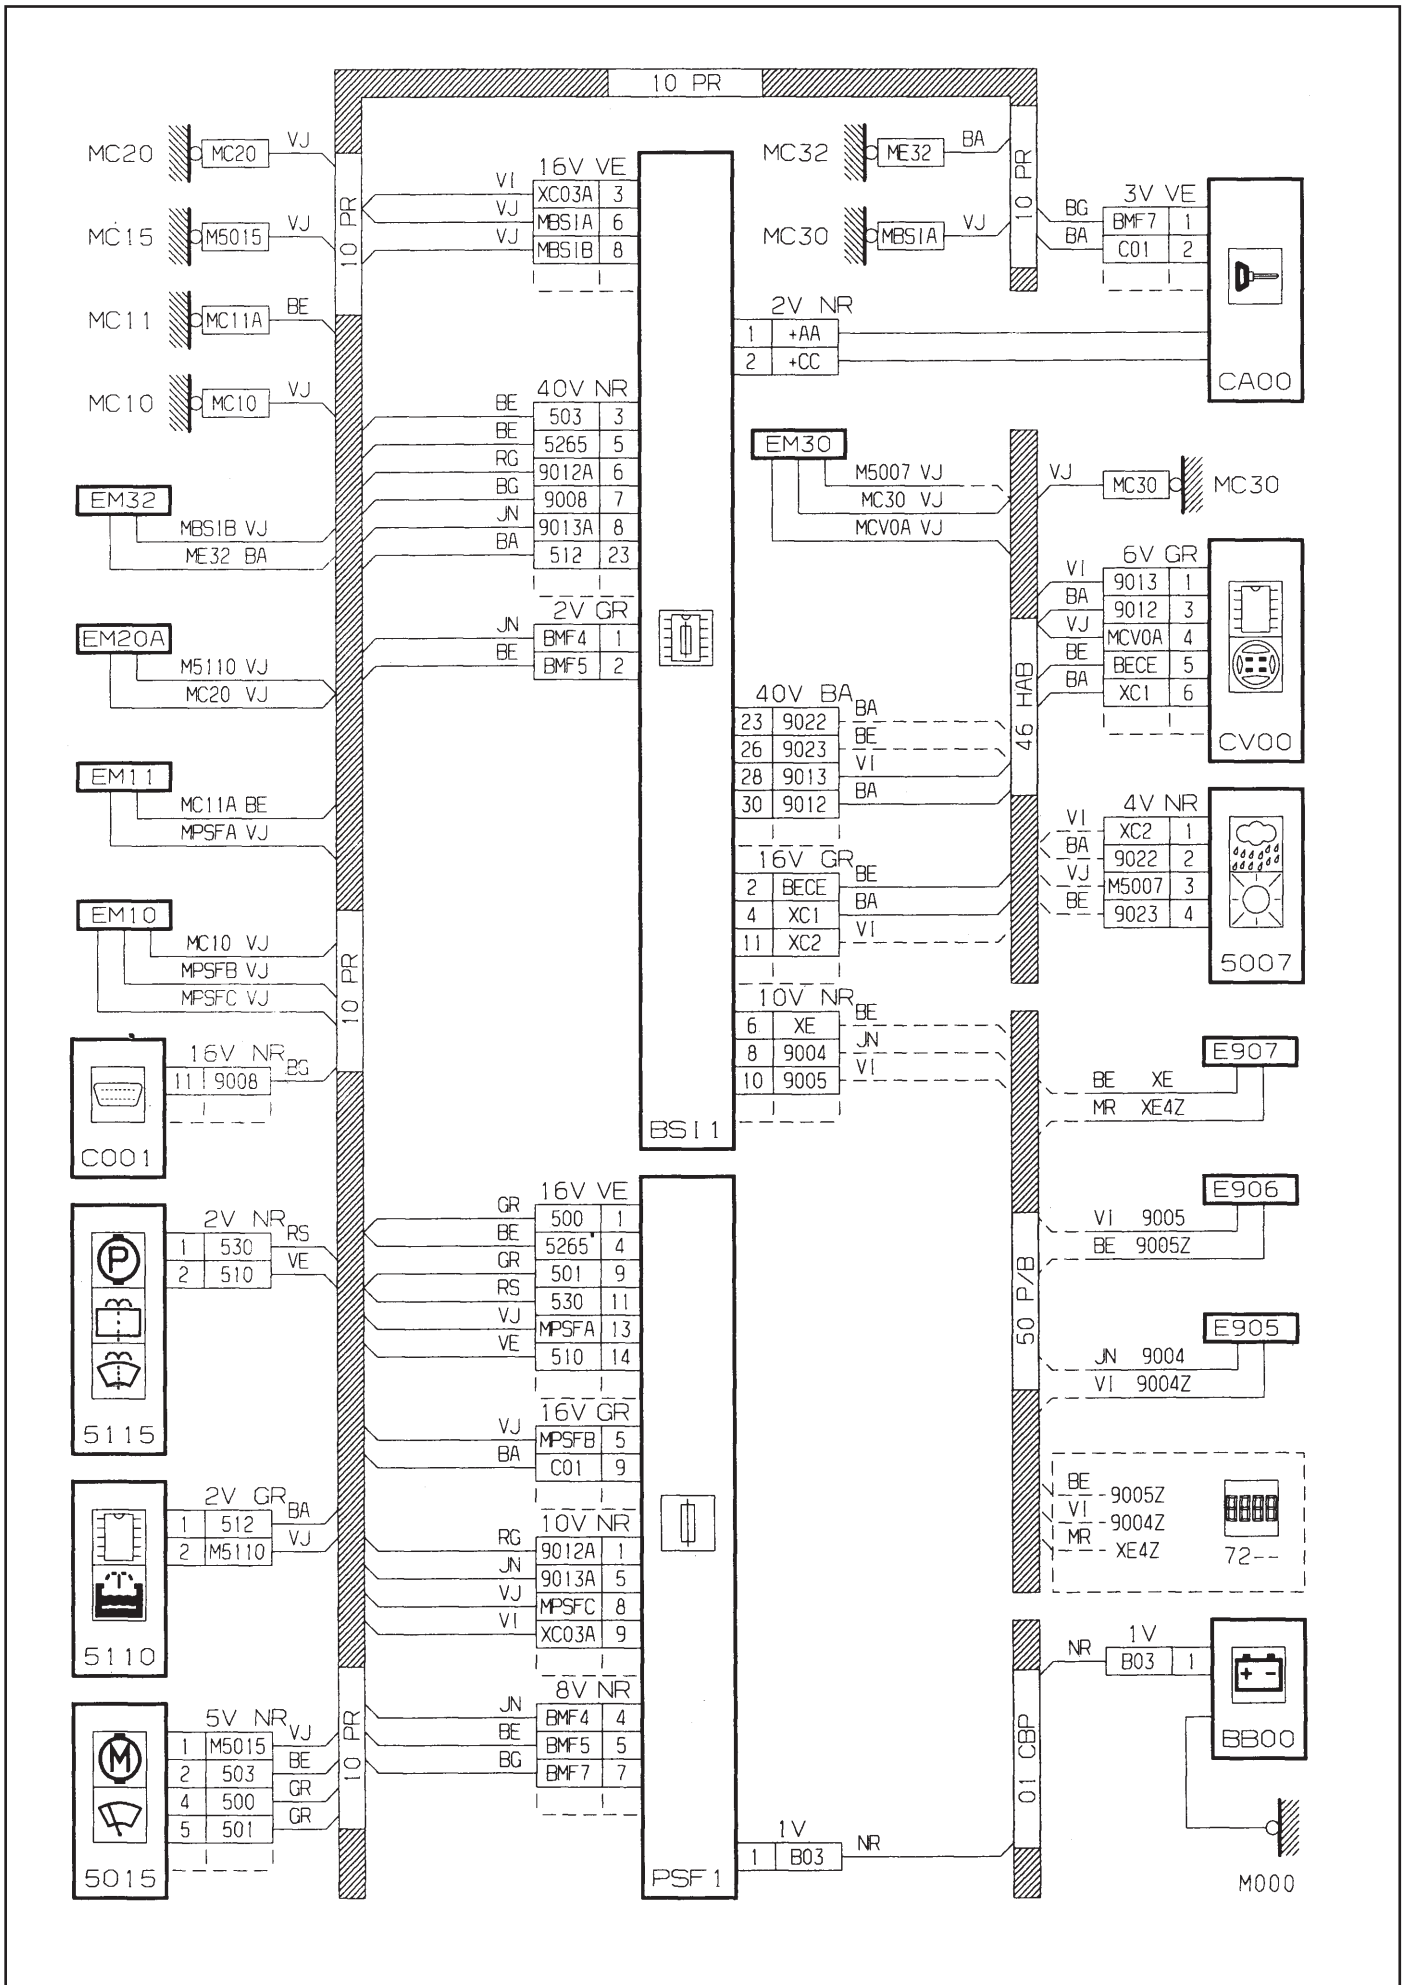 10 PR
MC20 MC20 VJ
MC15 M5015 VJ
MC11 MC11A BE
MC10 MC10 VJ
10 PR
EM32
MBSIB VJ
ME32 BA
EM20A
M5110 VJ
MC20 VJ
EM11
MC11A BE
MPSFA VJ
EM10
MC10 VJ
MPSFB VJ
MPSFC VJ
10 PR
16V NR
11 9008 BG
C001
2V NR
1 530 RS
2 510 VE
5115
2V GR
1 512 BA
2 M5110 VJ
5110
5V NR
1 M5015 VJ
2 503 BE
4 500 GR
5 501 GR
5015
10 PR
16V VE
VI XC03A 3
VJ MBSIA 6
VJ MBSIB 8
40V NR
BE 503 3
BE 5265 5
RG 9012A 6
BG 9008 7
JN 9013A 8
BA 512 23
2V GR
JN BMF4 1
BE BMF5 2
BSI1
2V NR
1 +AA
2 +CC
40V BA
23 9022 BA
26 9023 BE
28 9013 VI
30 9012 BA
16V GR
2 BECE BE
4 XC1 BA
11 XC2 VI
10V NR
6 XE BE
8 9004 JN
10 9005 VI
16V VE
GR 500 1
BE 5265 4
GR 501 9
RS 530 11
VJ MPSFA 13
VE 510 14
16V GR
VJ MPSFB 5
BA C01 9
10V NR
RG 9012A 1
JN 9013A 5
VJ MPSFC 8
VI XC03A 9
8V NR
JN BMF4 4
BE BMF5 5
BG BMF7 7
PSF1
1V
1 B03 NR
MC32 ME32 BA
MC30 MBSIA VJ
10 PR
3V VE
BG BMF7 1
BA C01 2
CA00
EM30
M5007 VJ
MC30 VJ
MCV0A VJ
VJ MC30 MC30
46 HAB
6V GR
VI 9013 1
BA 9012 3
VJ MCV0A 4
BE BECE 5
BA XC1 6
CV00
4V NR
VI XC2 1
BA 9022 2
VJ M5007 3
BE 9023 4
5007
E907
BE XE
MR XE4Z
E906
VI 9005
BE 9005Z
50 P/B
E905
JN 9004
VI 9004Z
BE 9005Z
VI 9004Z
MR XE4Z
72--
01 CBP
1V
NR B03 1
BB00
M000